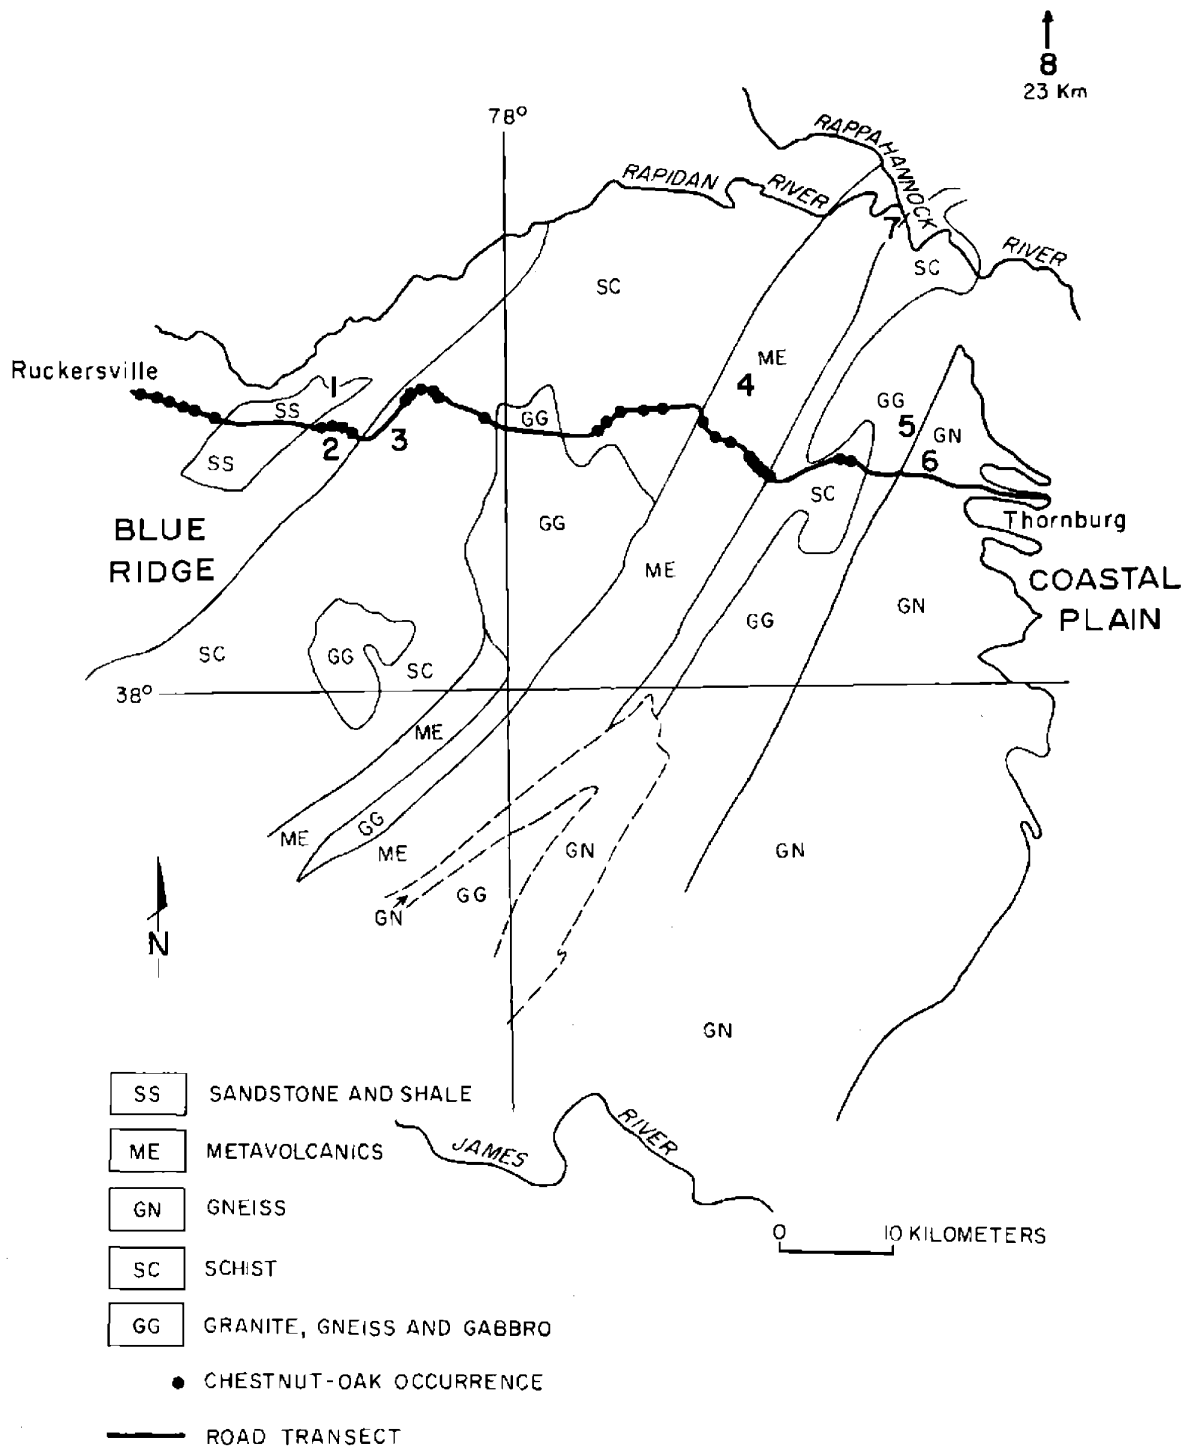 8
23 Km
78°
RAPPAHANNOCK
RAPIDAN RIVER
7
RIVER
SC
SC
ME
Ruckersville
1
4
SS
GG
GG
5
GN
2
3
6
SS
SC
GG
Thornburg
BLUE
RIDGE
ME
COASTAL
PLAIN
GN
GG
SC
GG
SC
38°
ME
GG
ME
ME
GN
GN
GG
GN
N
GN
SS SANDSTONE AND SHALE
ME METAVOLCANICS
JAMES RIVER
GN GNEISS
0 10 KILOMETERS
SC SCHIST
GG GRANITE, GNEISS AND GABBRO
CHESTNUT-OAK OCCURRENCE
ROAD TRANSECT